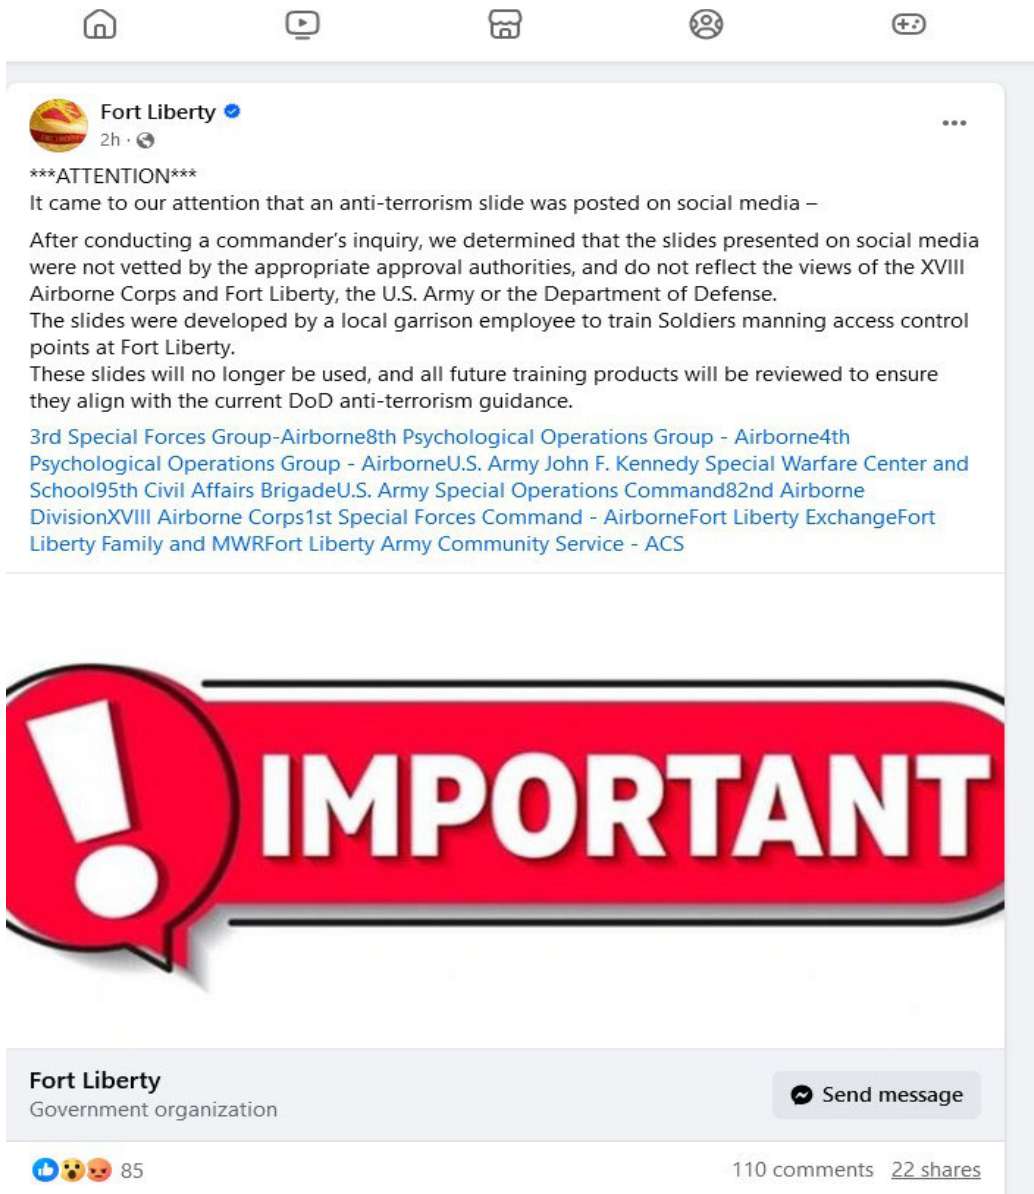 Fort Liberty
2h ·
***ATTENTION***
It came to our attention that an anti-terrorism slide was posted on social media –
After conducting a commander’s inquiry, we determined that the slides presented on social media
were not vetted by the appropriate approval authorities, and do not reflect the views of the XVIII
Airborne Corps and Fort Liberty, the U.S. Army or the Department of Defense.
The slides were developed by a local garrison employee to train Soldiers manning access control
points at Fort Liberty.
These slides will no longer be used, and all future training products will be reviewed to ensure
they align with the current DoD anti-terrorism guidance.
3rd Special Forces Group-Airborne8th Psychological Operations Group - Airborne4th
Psychological Operations Group - AirborneU.S. Army John F. Kennedy Special Warfare Center and
School95th Civil Affairs BrigadeU.S. Army Special Operations Command82nd Airborne
DivisionXVIII Airborne Corps1st Special Forces Command - AirborneFort Liberty ExchangeFort
Liberty Family and MWRFort Liberty Army Community Service - ACS
! IMPORTANT
Fort Liberty
Government organization
Send message
85
110 comments 22 shares